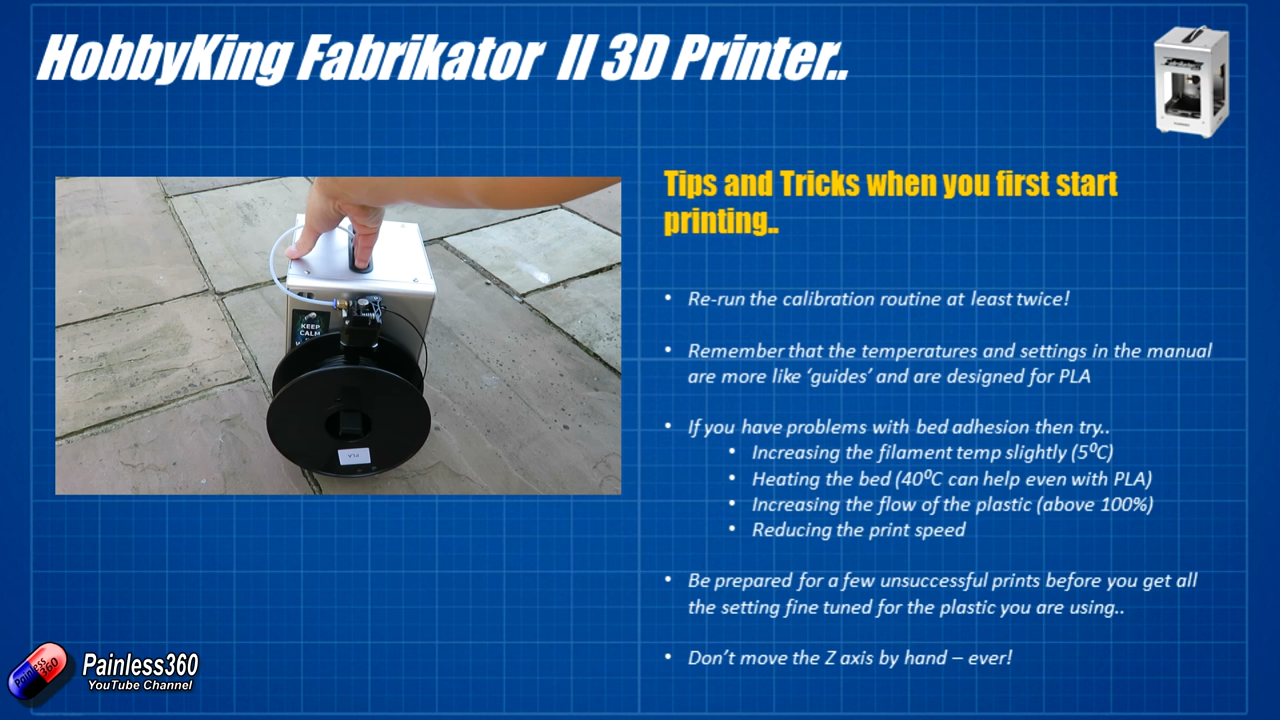 HobbyKing Fabrikator II 3D Printer..
KEEP
CALM
PLA
Tips and Tricks when you first start
printing..
• Re-run the calibration routine at least twice!
• Remember that the temperatures and settings in the manual
are more like ‘guides’ and are designed for PLA
• If you have problems with bed adhesion then try..
• Increasing the filament temp slightly (5⁰C)
• Heating the bed (40⁰C can help even with PLA)
• Increasing the flow of the plastic (above 100%)
• Reducing the print speed
• Be prepared for a few unsuccessful prints before you get all
the setting fine tuned for the plastic you are using..
• Don’t move the Z axis by hand – ever!
Painless
360
Painless360
YouTube Channel